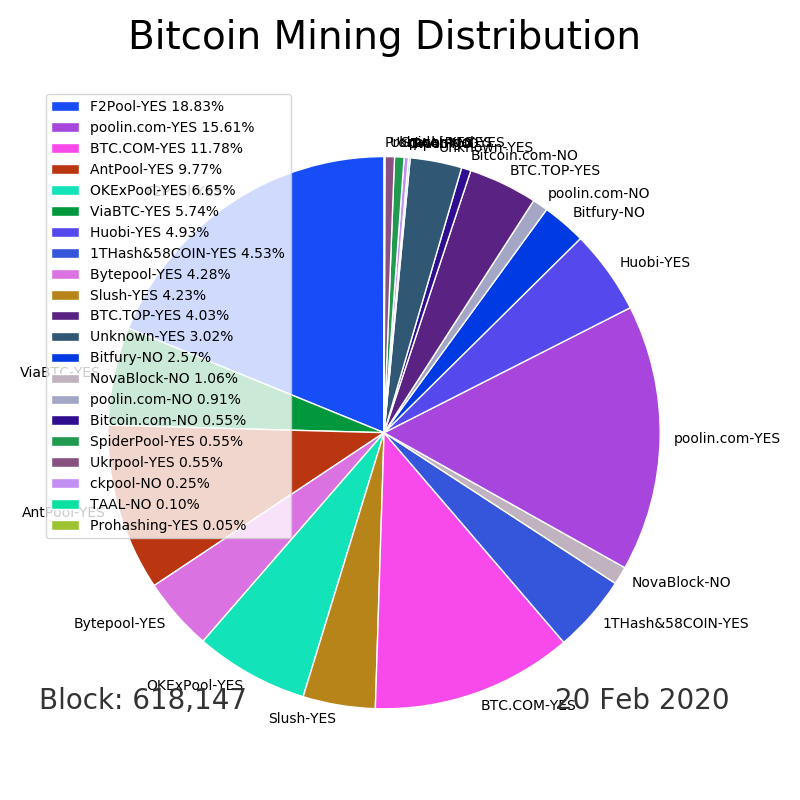 Bitcoin Mining Distribution
F2Pool-YES 18.83%
poolin.com-YES 15.61%
BTC.COM-YES 11.78%
AntPool-YES 9.77%
OKExPool-YES 6.65%
ViaBTC-YES 5.74%
Huobi-YES 4.93%
1THash&58COIN-YES 4.53%
Bytepool-YES 4.28%
Slush-YES 4.23%
BTC.TOP-YES 4.03%
Unknown-YES 3.02%
Bitfury-NO 2.57%
NovaBlock-NO 1.06%
poolin.com-NO 0.91%
Bitcoin.com-NO 0.55%
SpiderPool-YES 0.55%
Ukrpool-YES 0.55%
ckpool-NO 0.25%
TAAL-NO 0.10%
Prohashing-YES 0.05%
Unknown-YES
Bitcoin.com-NO
BTC.TOP-YES
poolin.com-NO
Bitfury-NO
Huobi-YES
poolin.com-YES
NovaBlock-NO
1THash&58COIN-YES
BTC.COM-YES
Slush-YES
OKExPool-YES
Bytepool-YES
AntPool-YES
ViaBTC-YES
Block: 618,147
20 Feb 2020